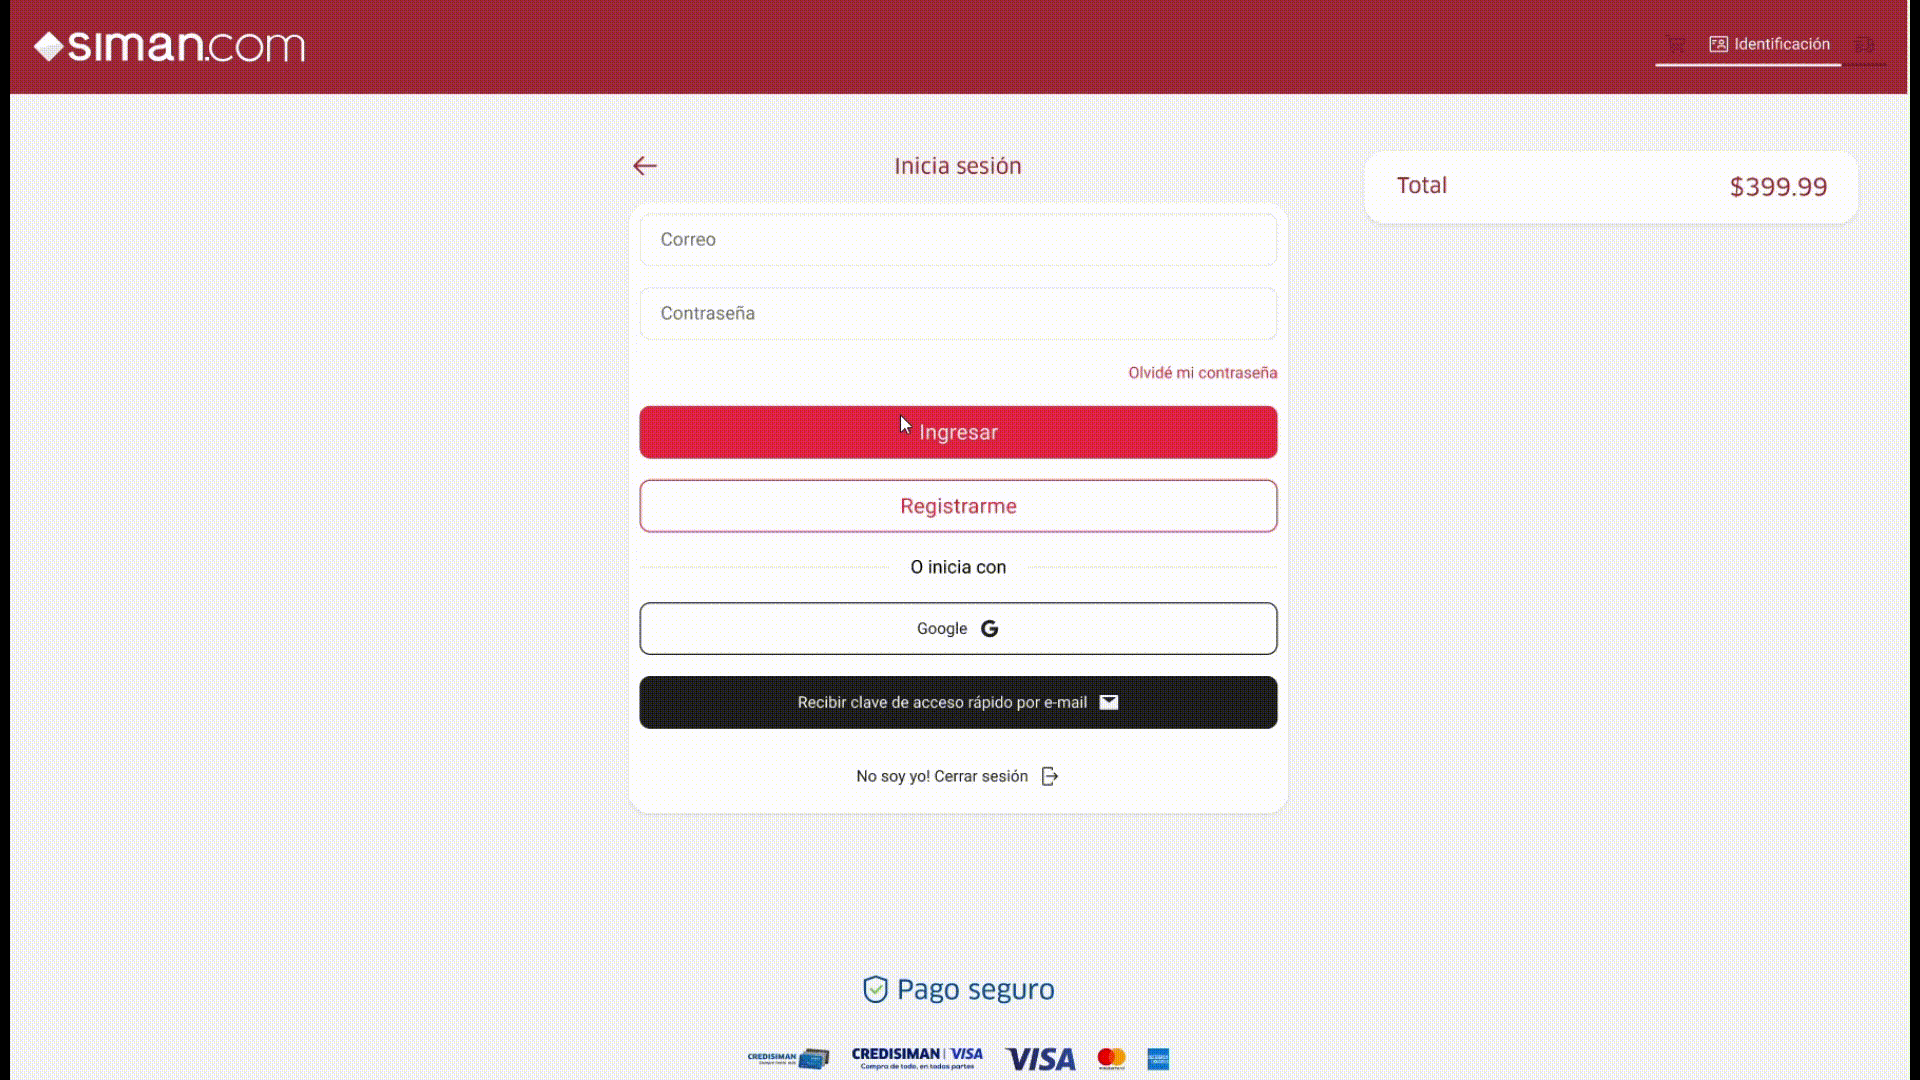 siman.com
Identificación
Inicia sesión
Total
$399.99
Correo
Contraseña
Olvidé mi contraseña
Ingresar
Registrarme
O inicia con
Google
Recibir clave de acceso rápido por e-mail
No soy yo! Cerrar sesión
Pago seguro
CREDISIMAN
CREDISIMAN | VISA
Compra de todo, en todas partes
VISA
mastercard